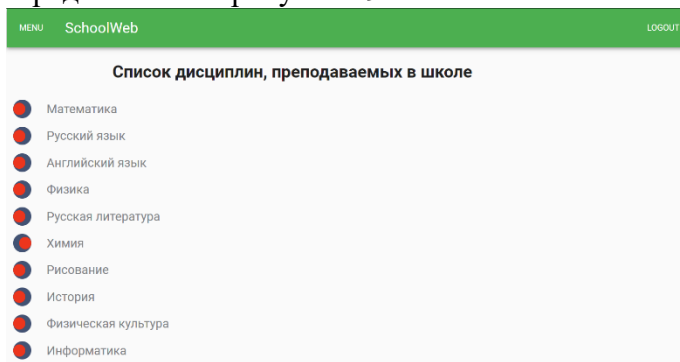 MENU SchoolWeb LOGOUT
Список дисциплин, преподаваемых в школе
Математика
Русский язык
Английский язык
Физика
Русская литература
Химия
Рисование
История
Физическая культура
Информатика